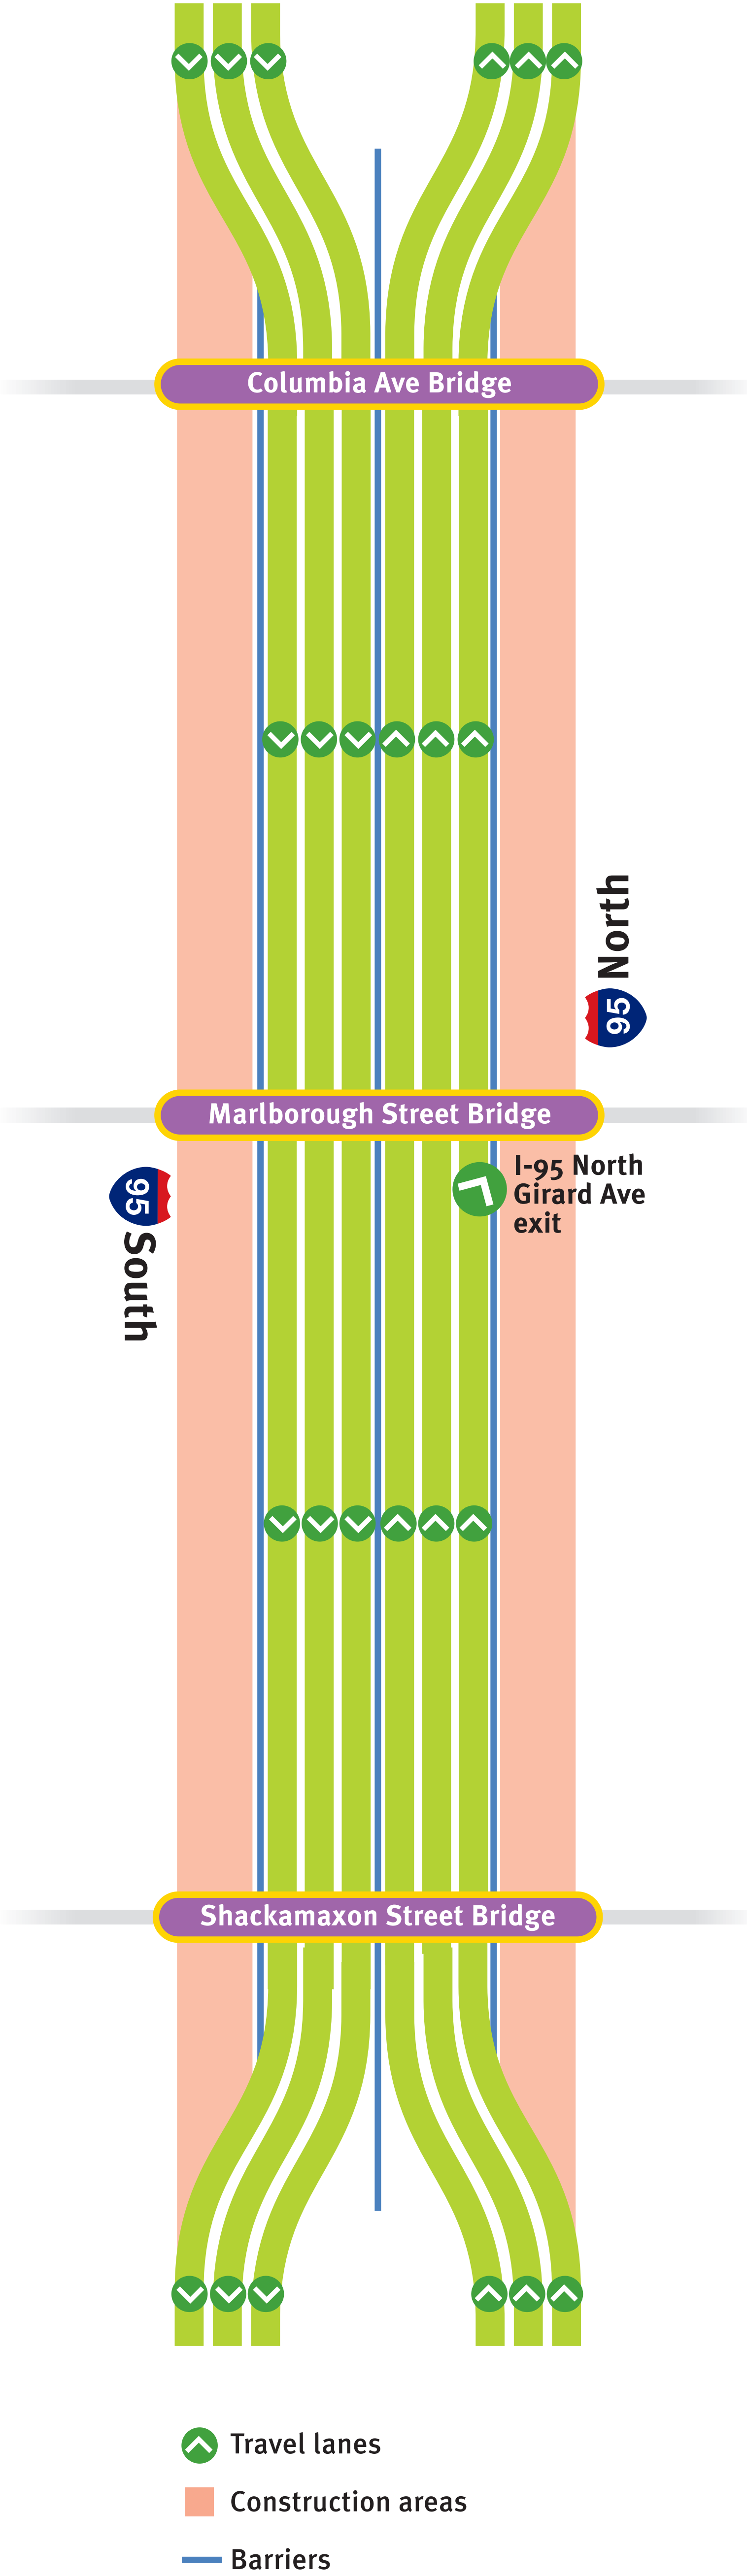 Columbia Ave Bridge
North
95
Marlborough Street Bridge
I-95 North
Girard Ave
exit
95
South
Shackamaxon Street Bridge
Travel lanes
Construction areas
Barriers